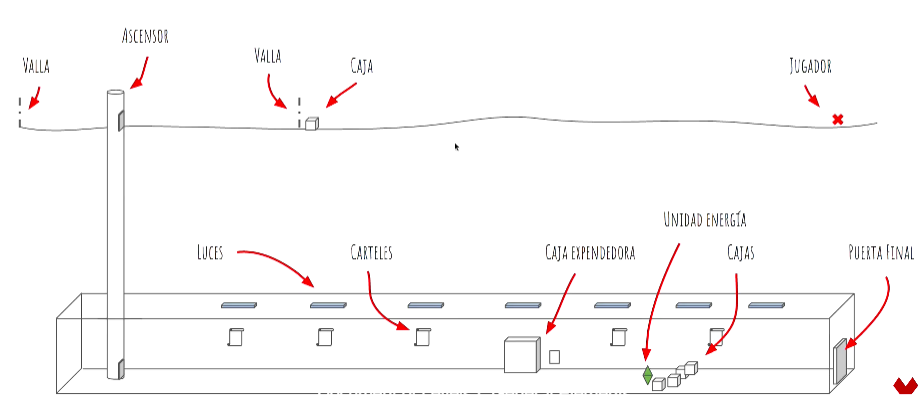 Ascensor
Valla
Valla
Caja
Jugador
Unidad energía
Luces
Carteles
Caja expendedora
Cajas
Puerta Final